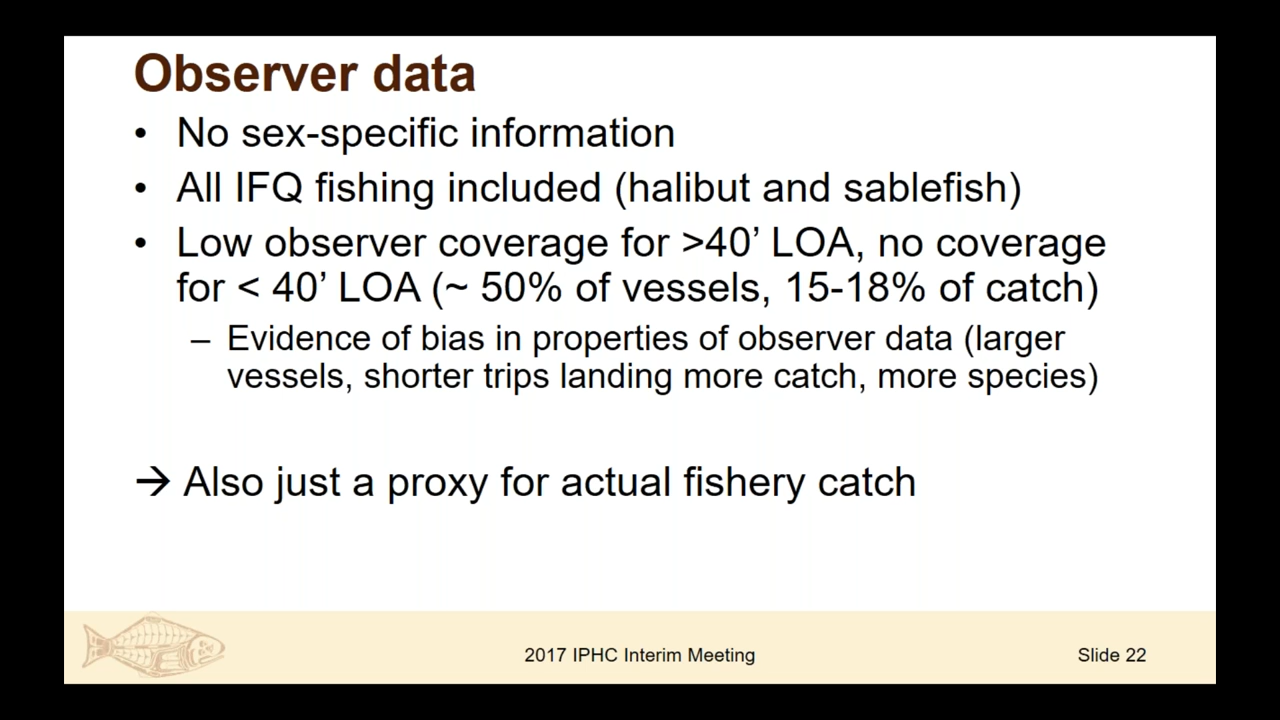 Observer data
• No sex-specific information
• All IFQ fishing included (halibut and sablefish)
• Low observer coverage for >40’ LOA, no coverage
for < 40’ LOA (~ 50% of vessels, 15-18% of catch)
– Evidence of bias in properties of observer data (larger
vessels, shorter trips landing more catch, more species)
→ Also just a proxy for actual fishery catch
2017 IPHC Interim Meeting
Slide 22